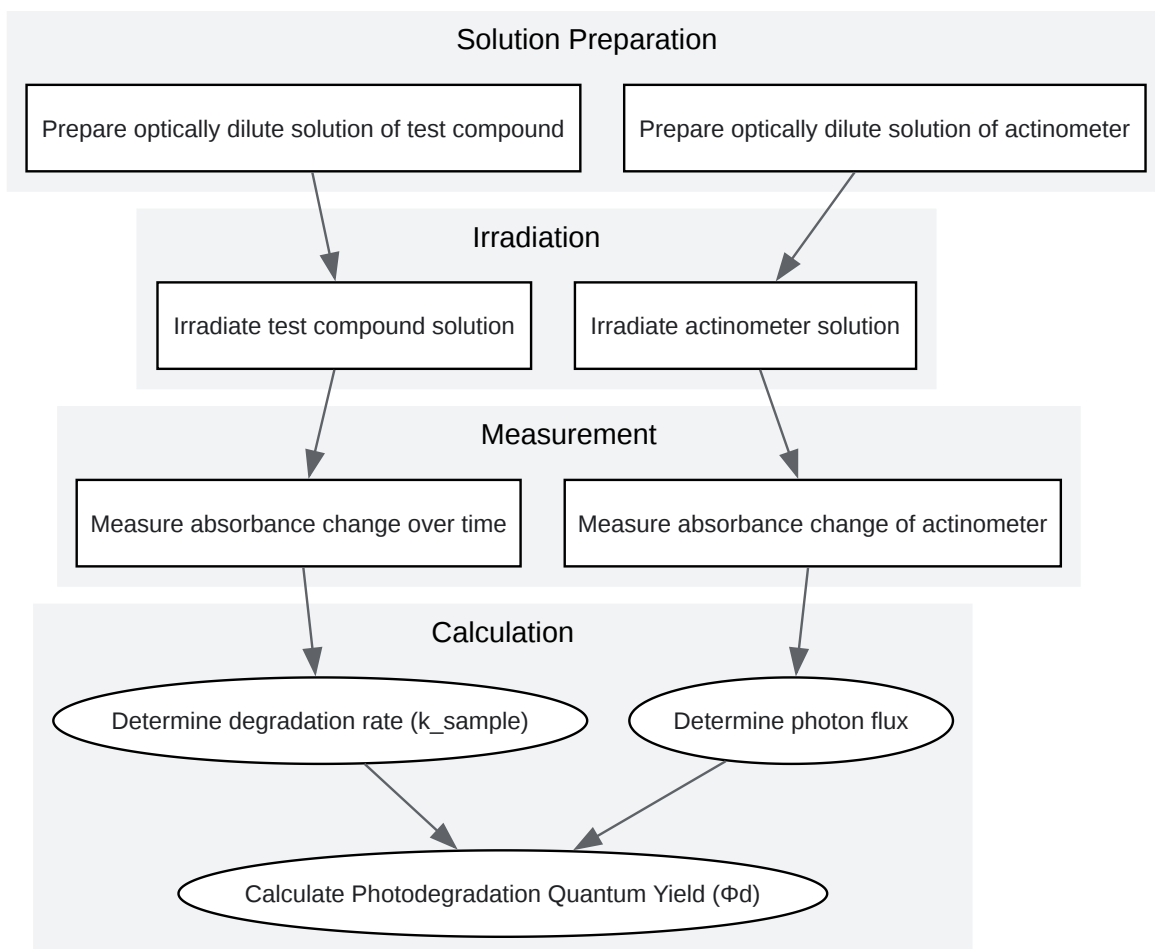 Solution Preparation
Prepare optically dilute solution of test compound
Prepare optically dilute solution of actinometer
Irradiation
Irradiate test compound solution
Irradiate actinometer solution
Measurement
Measure absorbance change over time
Measure absorbance change of actinometer
Calculation
Determine degradation rate (k_sample)
Determine photon flux
Calculate Photodegradation Quantum Yield (Φd)